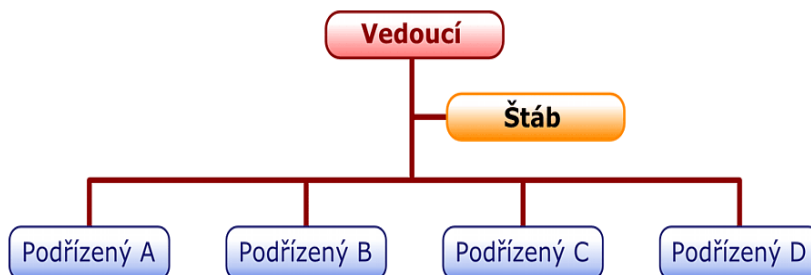 Vedoucí
Štáb
Podřízený A
Podřízený B
Podřízený C
Podřízený D